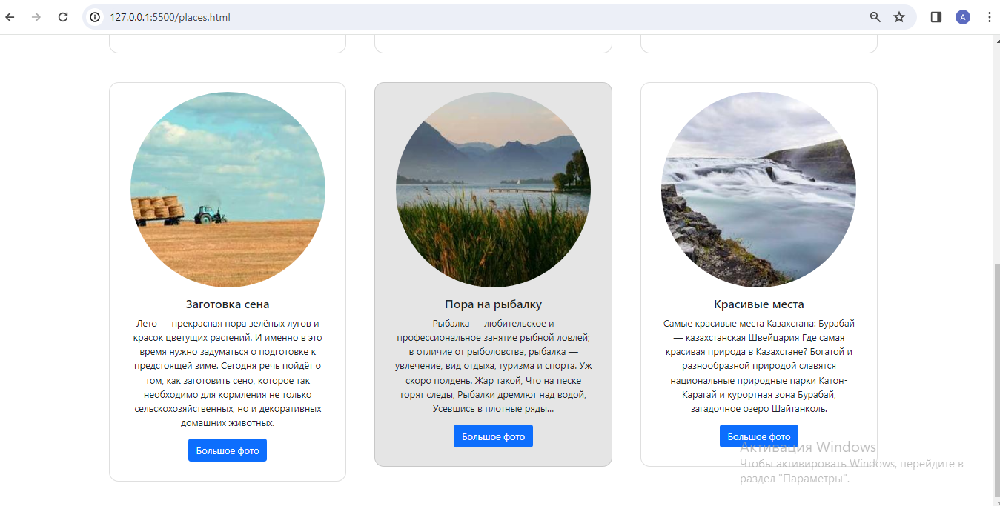 127.0.0.1:5500/places.html
A
Заготовка сена
Лето — прекрасная пора зелёных лугов и
красок цветущих растений. И именно в это
время нужно задуматься о подготовке к
предстоящей зиме. Сегодня речь пойдёт о
том, как заготовить сено, которое так
необходимо для кормления не только
сельскохозяйственных, но и декоративных
домашних животных.
Большое фото
Пора на рыбалку
Рыбалка — любительское и
профессиональное занятие рыбной ловлей;
в отличие от рыболовства, рыбалка —
увлечение, вид отдыха, туризма и спорта. Уж
скоро полдень. Жар такой, Что на песке
горят следы, Рыбалки дремлют над водой,
Усевшись в плотные ряды...
Большое фото
Красивые места
Самые красивые места Казахстана: Бурабай
— казахстанская Швейцария Где самая
красивая природа в Казахстане? Богатой и
разнообразной природой славятся
национальные природные парки Катон-
Карагай и курортная зона Бурабай,
загадочное озеро Шайтанколь.
Большое фото
Активация Windows
Чтобы активировать Windows, перейдите в
раздел "Параметры".